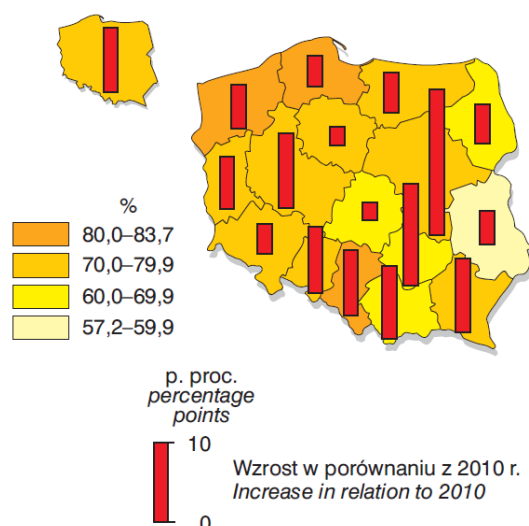 %
80,0–83,7
70,0–79,9
60,0–69,9
57,2–59,9
p. proc.
percentage
points
10
0
Wzrost w porównaniu z 2010 r.
Increase in relation to 2010